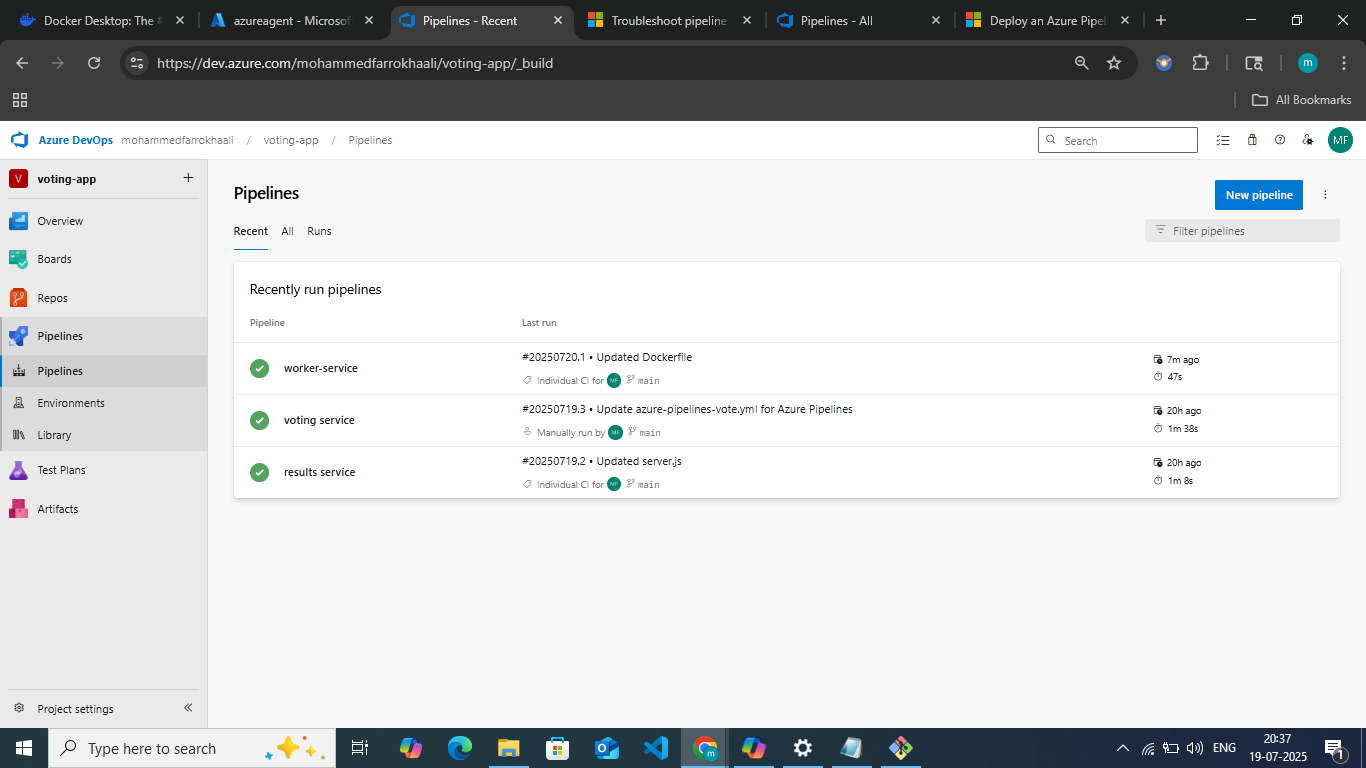 Docker Desktop: The #
azureagent - Microsof
Pipelines - Recent
Troubleshoot pipeline
Pipelines - All
Deploy an Azure Pipel
https://dev.azure.com/mohammedfarrokhaali/voting-app/_build
m
All Bookmarks
Azure DevOps mohammedfarrokhaali / voting-app / Pipelines
Search
MF
V voting-app
Overview
Boards
Repos
Pipelines
Pipelines
Environments
Library
Test Plans
Artifacts
Project settings
Pipelines
New pipeline
Recent All Runs
Filter pipelines
Recently run pipelines
Pipeline Last run
worker-service
#20250720.1 • Updated Dockerfile
Individual CI for MF main
7m ago
47s
voting service
#20250719.3 • Update azure-pipelines-vote.yml for Azure Pipelines
Manually run by MF main
20h ago
1m 38s
results service
#20250719.2 • Updated server.js
Individual CI for MF main
20h ago
1m 8s
Type here to search
m
ENG
20:37
19-07-2025
1